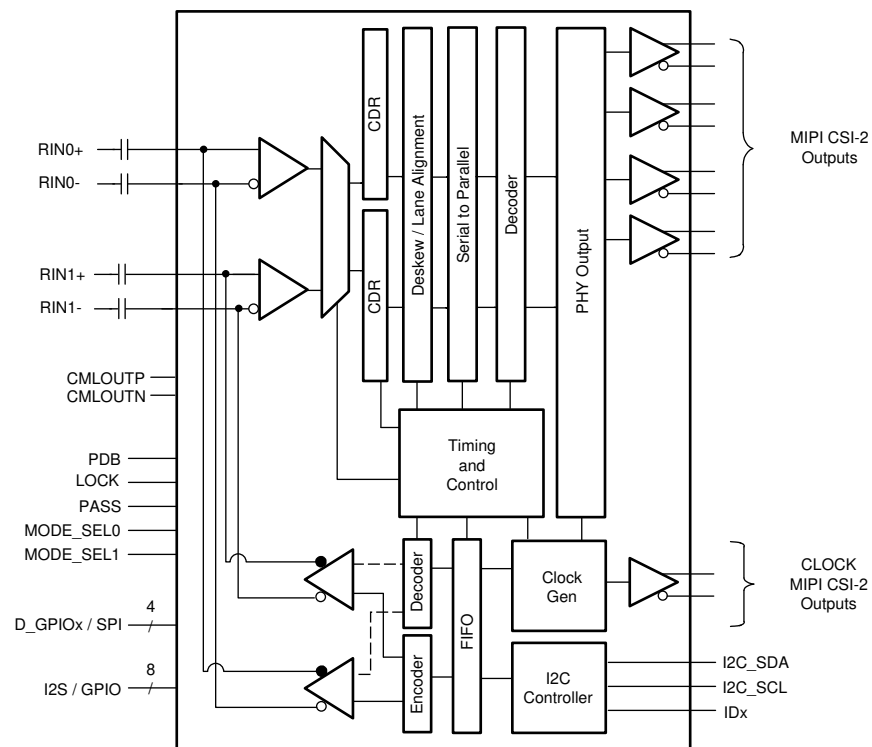 RIN0+
RIN0-
RIN1+
RIN1-
CMLOUTP
CMLOUTN
PDB
LOCK
PASS
MODE_SEL0
MODE_SEL1
4
D_GPIOx / SPI
8
I2S / GPIO
CDR
CDR
Deskew / Lane Alignment
Serial to Parallel
Decoder
PHY Output
Timing
and
Control
Decoder
Encoder
FIFO
Clock
Gen
I2C
Controller
MIPI CSI-2
Outputs
CLOCK
MIPI CSI-2
Outputs
I2C_SDA
I2C_SCL
IDx